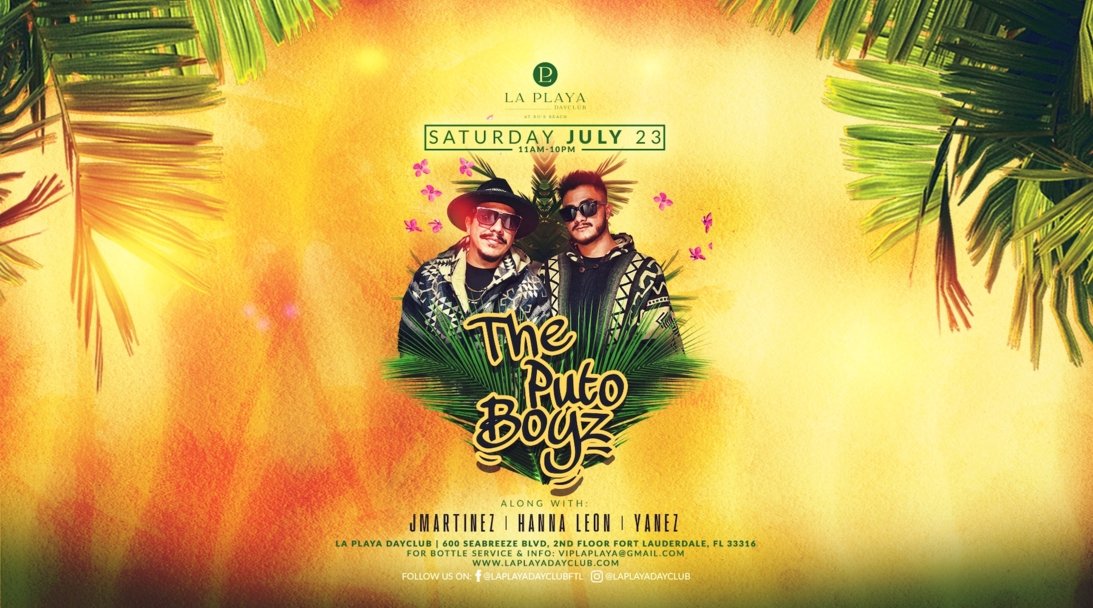 LA PLAYA
DAYCLUB
AT BO'S BEACH
SATURDAY JULY 23
11AM-10PM
The
Puto
Boyz
ALONG WITH:
JMARTINEZ | HANNA LEON | YANEZ
LA PLAYA DAYCLUB | 600 SEABREEZE BLVD, 2ND FLOOR FORT LAUDERDALE, FL 33316
FOR BOTTLE SERVICE & INFO: VIPLAPLAYA@GMAIL.COM
WWW.LAPLAYADAYCLUB.COM
FOLLOW US ON: @LAPLAYADAYCLUBFTL @LAPLAYADAYCLUB